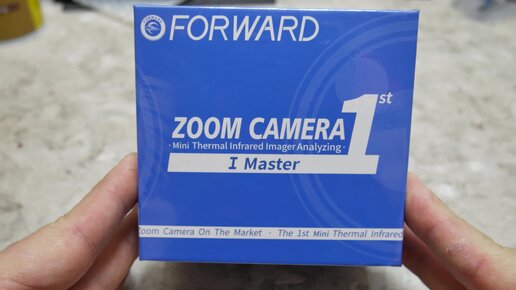 FORWARD
1st
ZOOM CAMERA
·Mini Thermal Infrared Imager Analyzing·
I Master
Zoom Camera On The Market · The 1st Mini Thermal Infrared